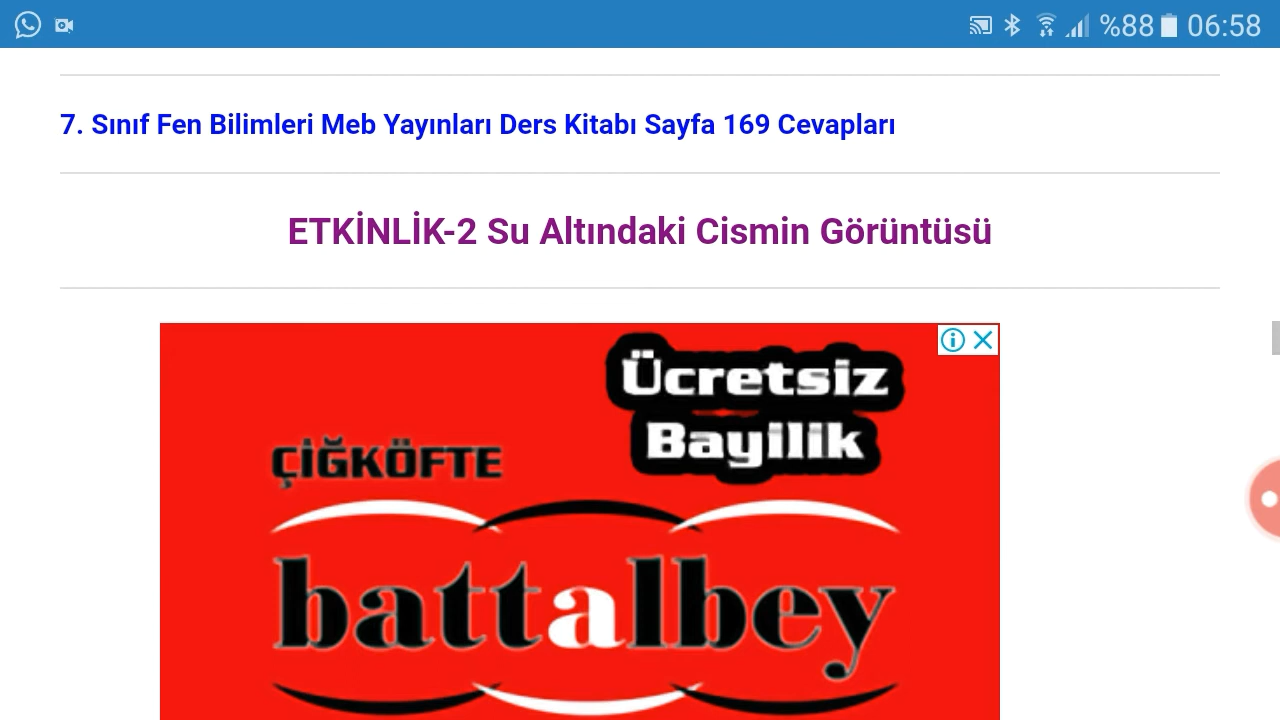 %88 06:58
7. Sınıf Fen Bilimleri Meb Yayınları Ders Kitabı Sayfa 169 Cevapları
ETKİNLİK-2 Su Altındaki Cismin Görüntüsü
Ücretsiz
Bayilik
ÇİĞKÖFTE
battalbey